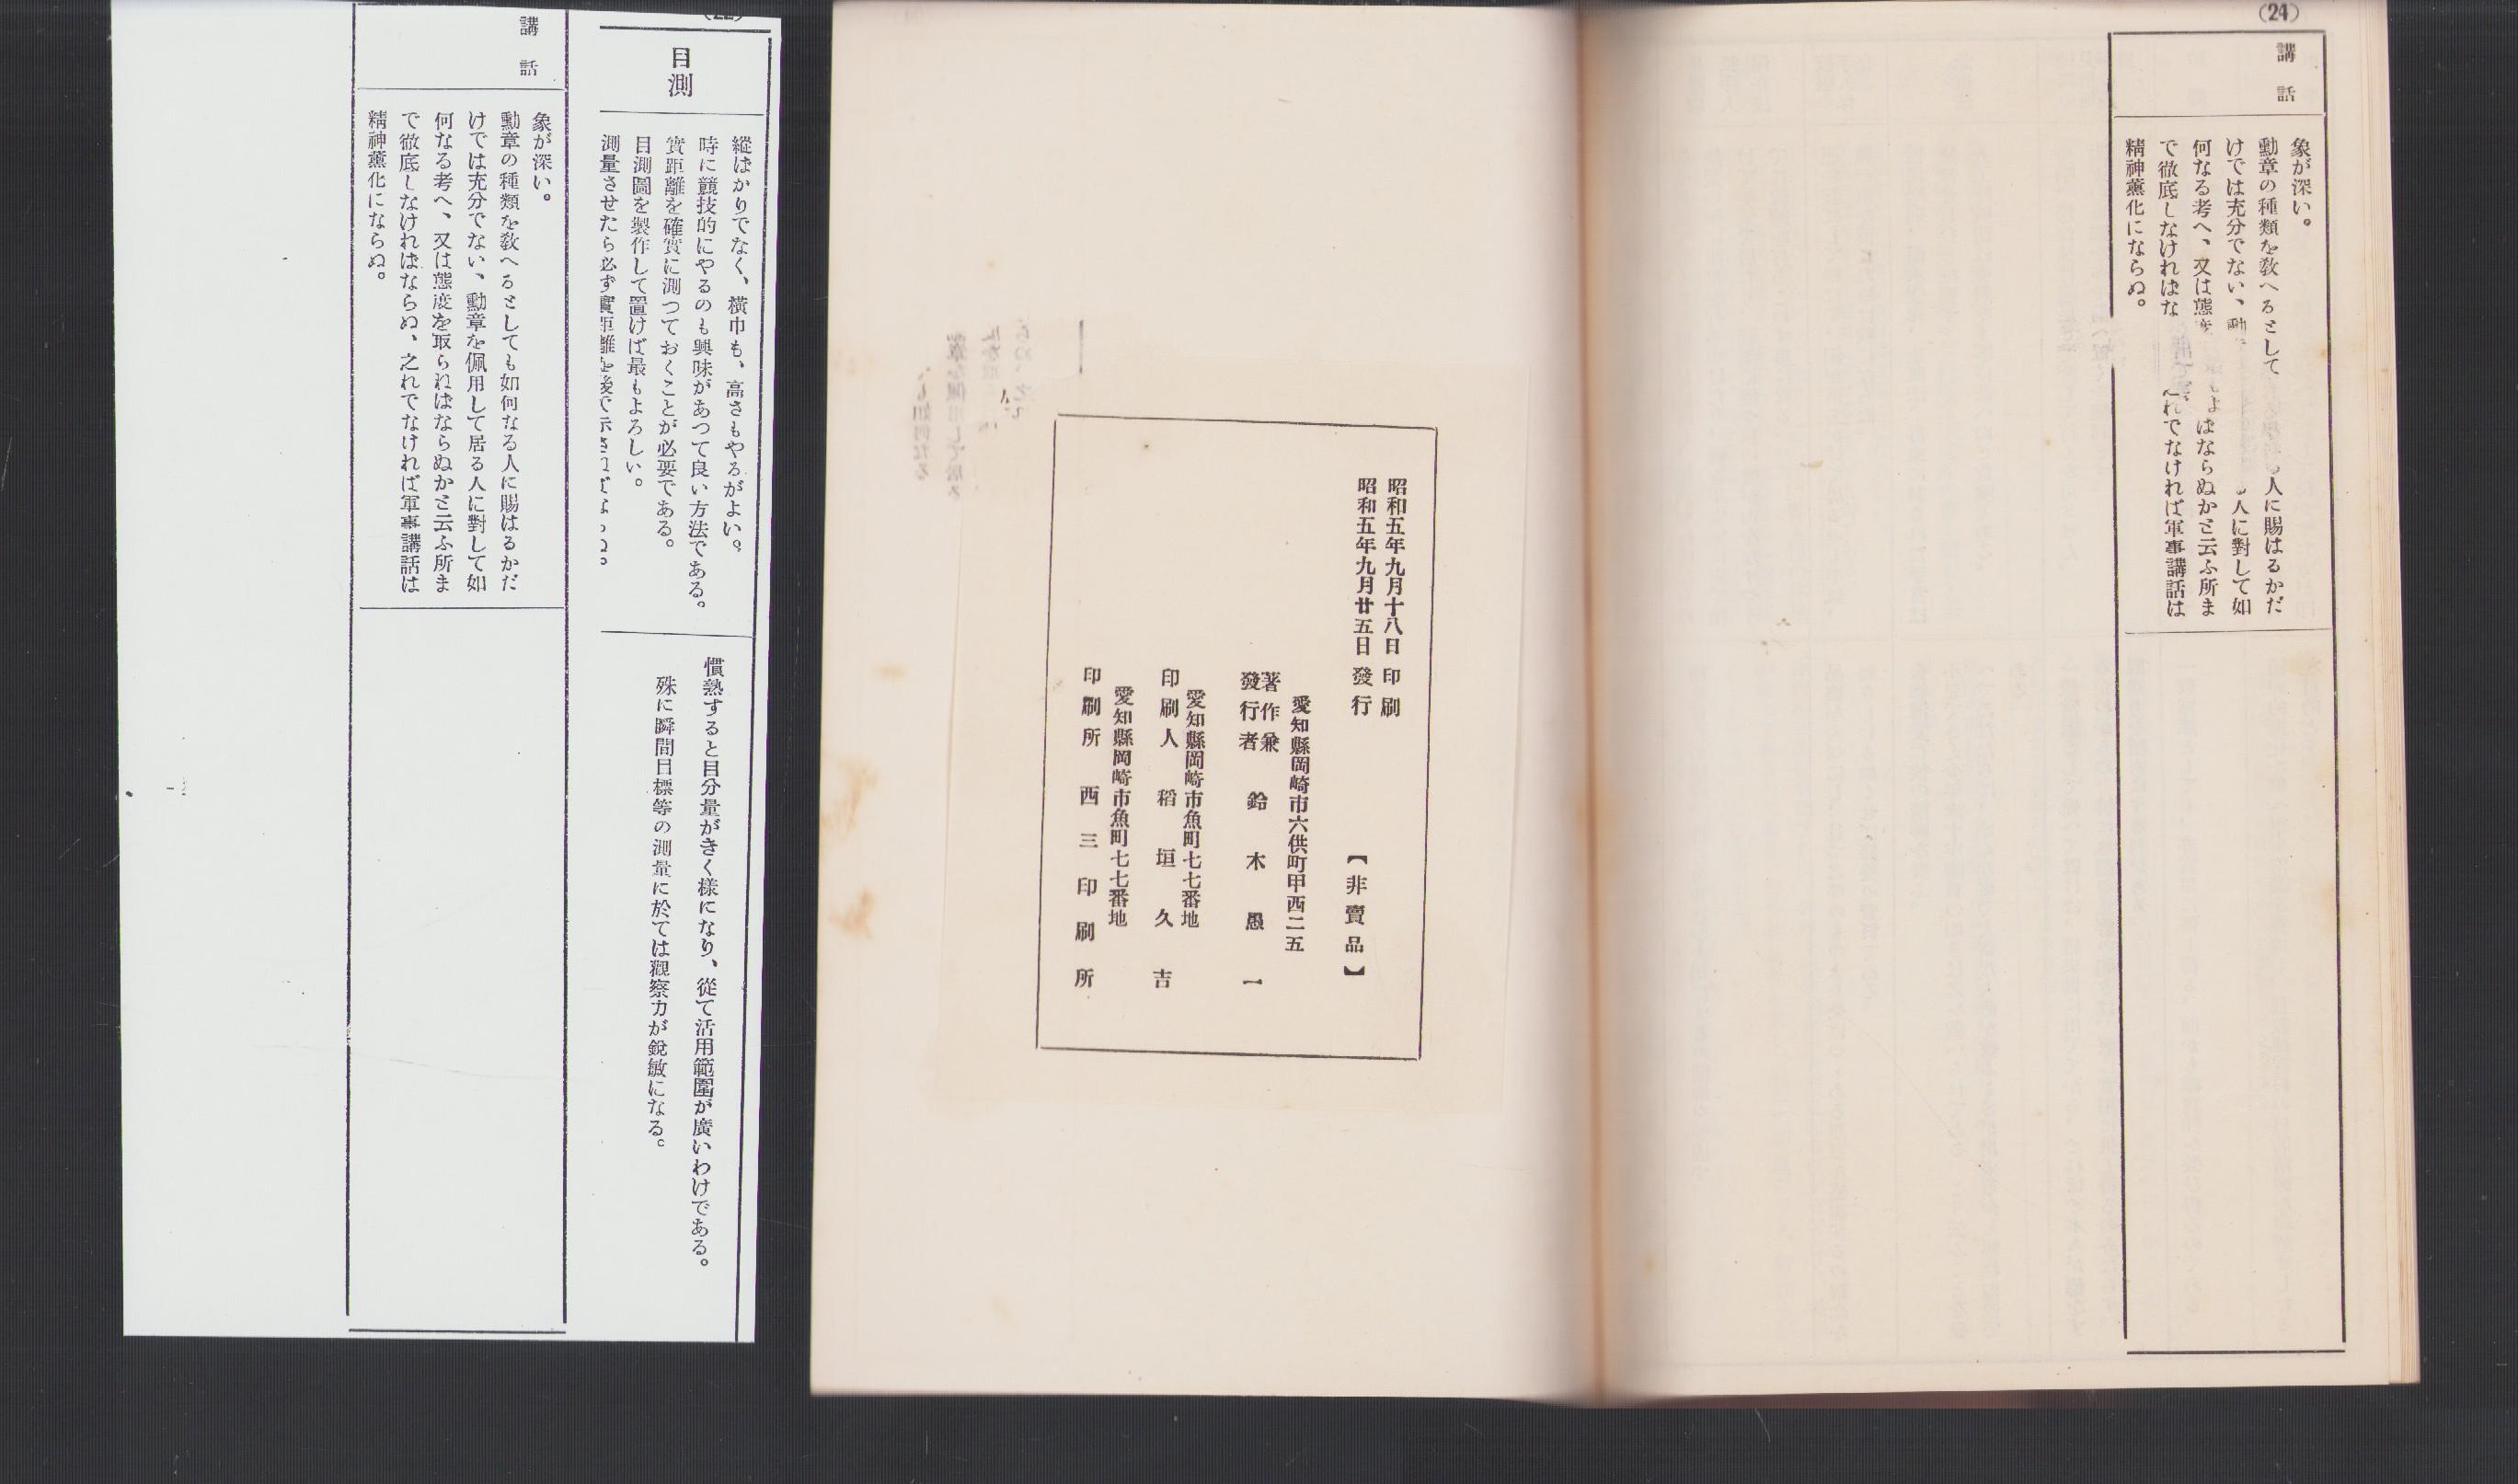 (24)
講話
象が深い。
勳章の種類を敎へるとして
人に賜はるかだ
けでは充分でない、
人に對して如
何なる考へ、又は態
はならぬかと云ふ所ま
で徹底しなければな
れでなければ軍事講話は
精神薰化にならぬ。
昭和五年九月十八日印刷
昭和五年九月廿五日發行
【非賣品】
愛知縣岡崎市六供町甲西二五
著作兼
發行者 鈴木愚一
愛知縣岡崎市魚町七七番地
印刷人 稻垣久吉
愛知縣岡崎市魚町七七番地
印刷所 西三印刷所
目測
縱ばかりでなく、橫巾も、高さもやるがよい。
時に競技的にやるのも興味があつて良い方法である。
實距離を確實に測つておくことが必要である。
目測圖を製作して置けば最もよろしい。
測量させたら必ず實距離を後で示
慣熟すると目分量がきく樣になり、從て活用範圍が廣いわけである。
殊に瞬間目標等の測量に於ては觀察力が銳敏になる。
講話
象が深い。
勳章の種類を敎へるとしても如何なる人に賜はるかだ
けでは充分でない、勳章を佩用して居る人に對して如
何なる考へ、又は態度を取らねばならぬかと云ふ所ま
で徹底しなければならぬ、之れでなければ軍事講話は
精神薰化にならぬ。